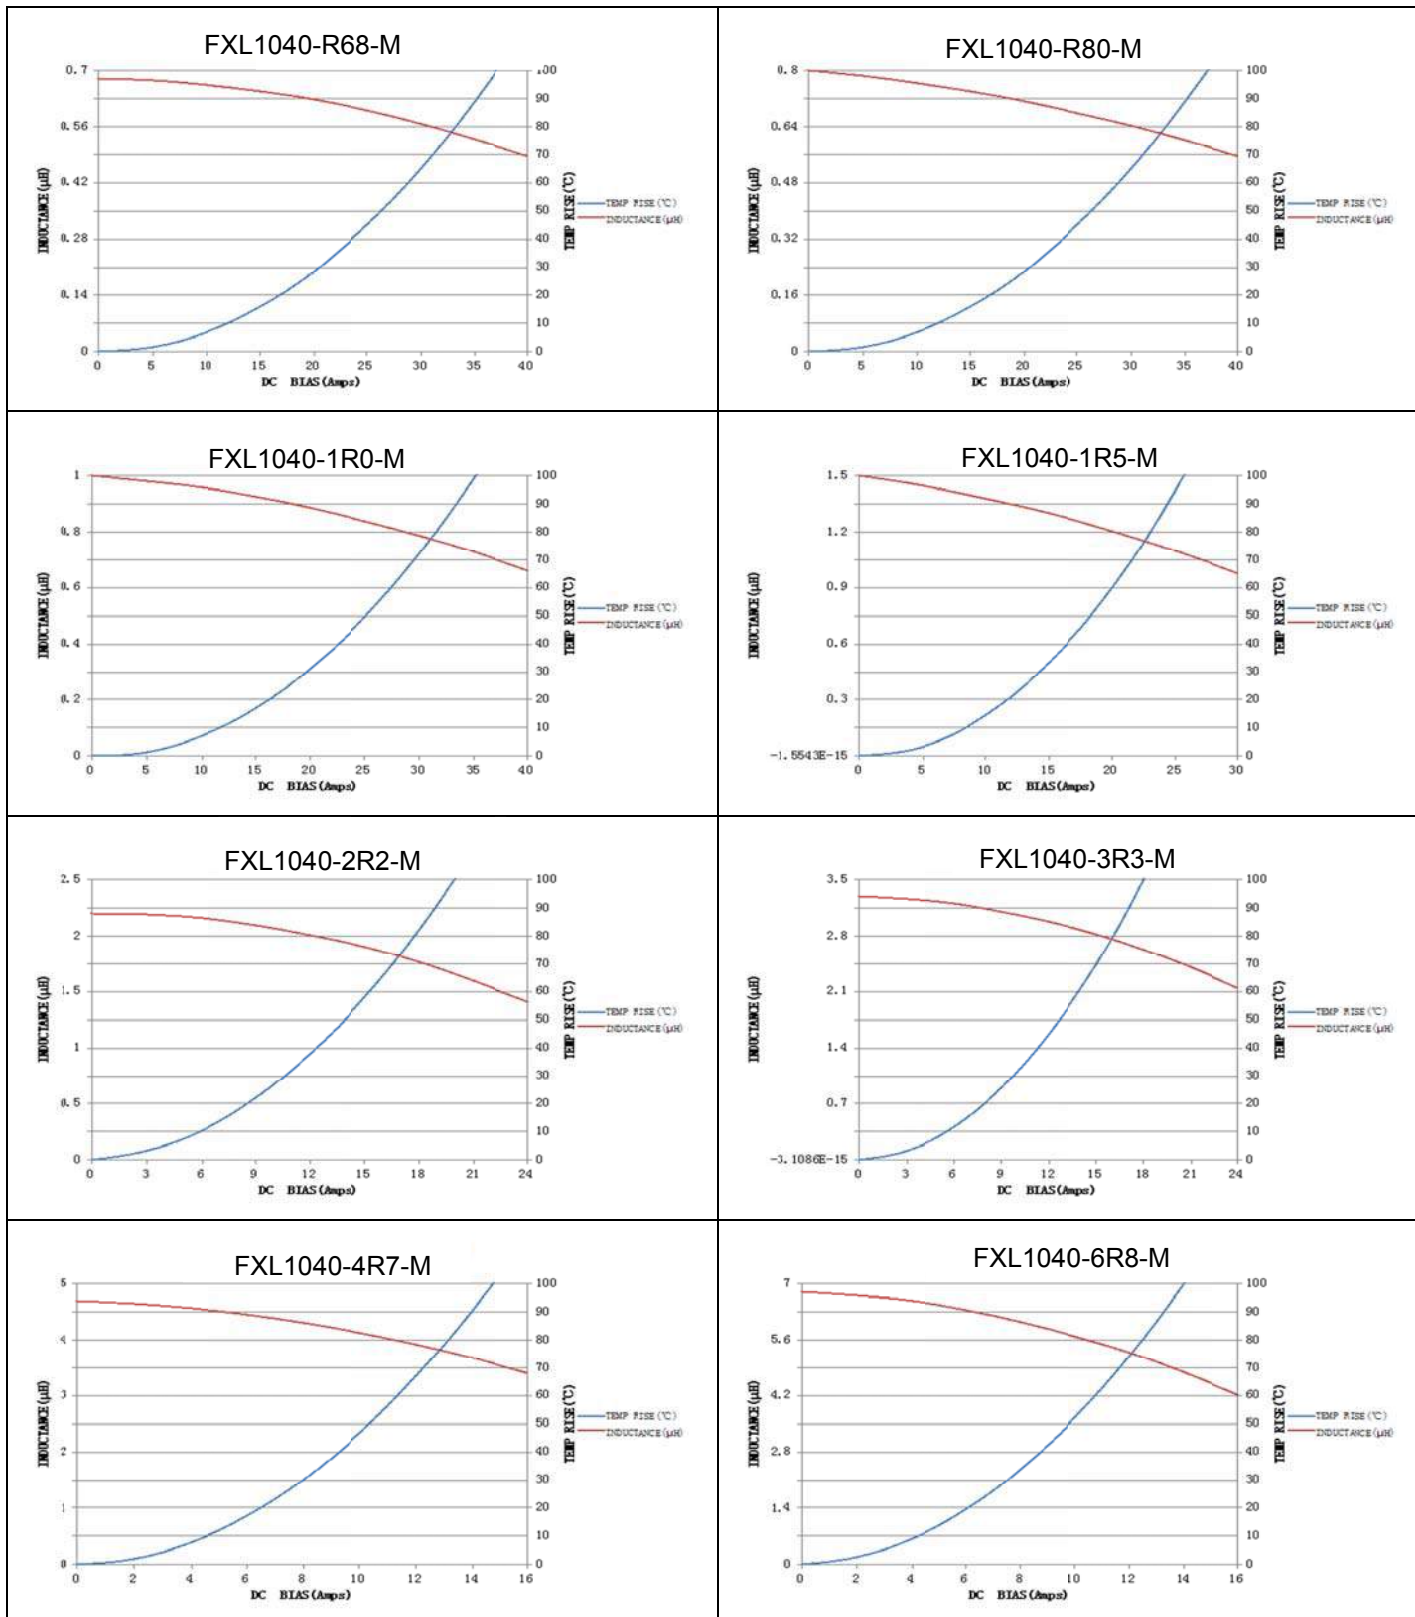 FXL1040-R68-M
0.7
0.56
0.42
0.28
0.14
0
INDUCTANCE(μH)
0 5 10 15 20 25 30 35 40
DC BIAS(Amps)
100
90
80
70
60
50
40
30
20
10
0
TEMP RISE(℃)
TEMP RISE(℃)
INDUCTANCE(μH)
FXL1040-R80-M
0.8
0.64
0.48
0.32
0.16
0
INDUCTANCE(μH)
0 5 10 15 20 25 30 35 40
DC BIAS(Amps)
100
90
80
70
60
50
40
30
20
10
0
TEMP RISE(℃)
TEMP RISE(℃)
INDUCTANCE(μH)
FXL1040-1R0-M
1
0.8
0.6
0.4
0.2
0
INDUCTANCE(μH)
0 5 10 15 20 25 30 35 40
DC BIAS(Amps)
100
90
80
70
60
50
40
30
20
10
0
TEMP RISE(℃)
TEMP RISE(℃)
INDUCTANCE(μH)
FXL1040-1R5-M
1.5
1.2
0.9
0.6
0.3
-1.5543E-15
INDUCTANCE(μH)
0 5 10 15 20 25 30
DC BIAS(Amps)
100
90
80
70
60
50
40
30
20
10
0
TEMP RISE(℃)
TEMP RISE(℃)
INDUCTANCE(μH)
FXL1040-2R2-M
2.5
2
1.5
1
0.5
0
INDUCTANCE(μH)
0 3 6 9 12 15 18 21 24
DC BIAS(Amps)
100
90
80
70
60
50
40
30
20
10
0
TEMP RISE(℃)
TEMP RISE(℃)
INDUCTANCE(μH)
FXL1040-3R3-M
3.5
2.8
2.1
1.4
0.7
-3.1086E-15
INDUCTANCE(μH)
0 3 6 9 12 15 18 21 24
DC BIAS(Amps)
100
90
80
70
60
50
40
30
20
10
0
TEMP RISE(℃)
TEMP RISE(℃)
INDUCTANCE(μH)
FXL1040-4R7-M
5
4
3
2
1
0
INDUCTANCE(μH)
0 2 4 6 8 10 12 14 16
DC BIAS(Amps)
100
90
80
70
60
50
40
30
20
10
0
TEMP RISE(℃)
TEMP RISE(℃)
INDUCTANCE(μH)
FXL1040-6R8-M
7
5.6
4.2
2.8
1.4
0
INDUCTANCE(μH)
0 2 4 6 8 10 12 14 16
DC BIAS(Amps)
100
90
80
70
60
50
40
30
20
10
0
TEMP RISE(℃)
TEMP RISE(℃)
INDUCTANCE(μH)